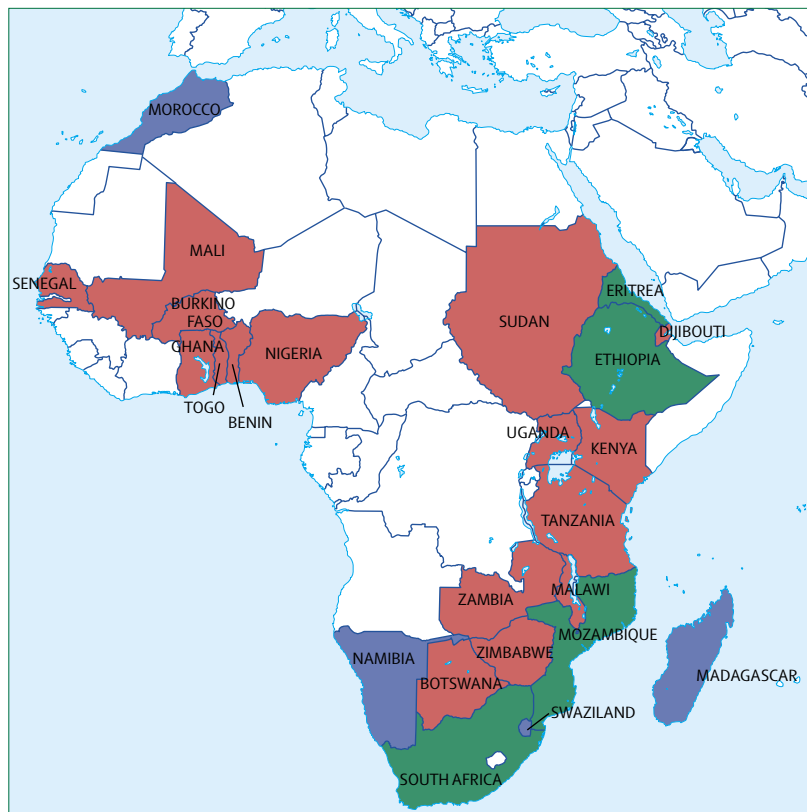 MOROCCO
MALI
SENEGAL
BURKINO
FASO
GHANA
NIGERIA
TOGO
BENIN
SUDAN
ERITREA
DIJIBOUTI
ETHIOPIA
UGANDA
KENYA
TANZANIA
ZAMBIA
MALAWI
MOZAMBIQUE
NAMIBIA
ZIMBABWE
BOTSWANA
MADAGASCAR
SWAZILAND
SOUTH AFRICA